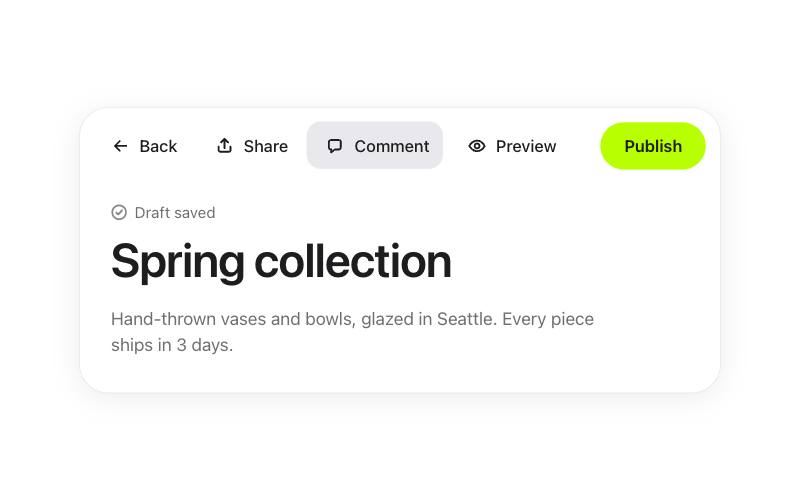 Back
Share
Comment
Preview
Publish
Draft saved
Spring collection
Hand-thrown vases and bowls, glazed in Seattle. Every piece
ships in 3 days.